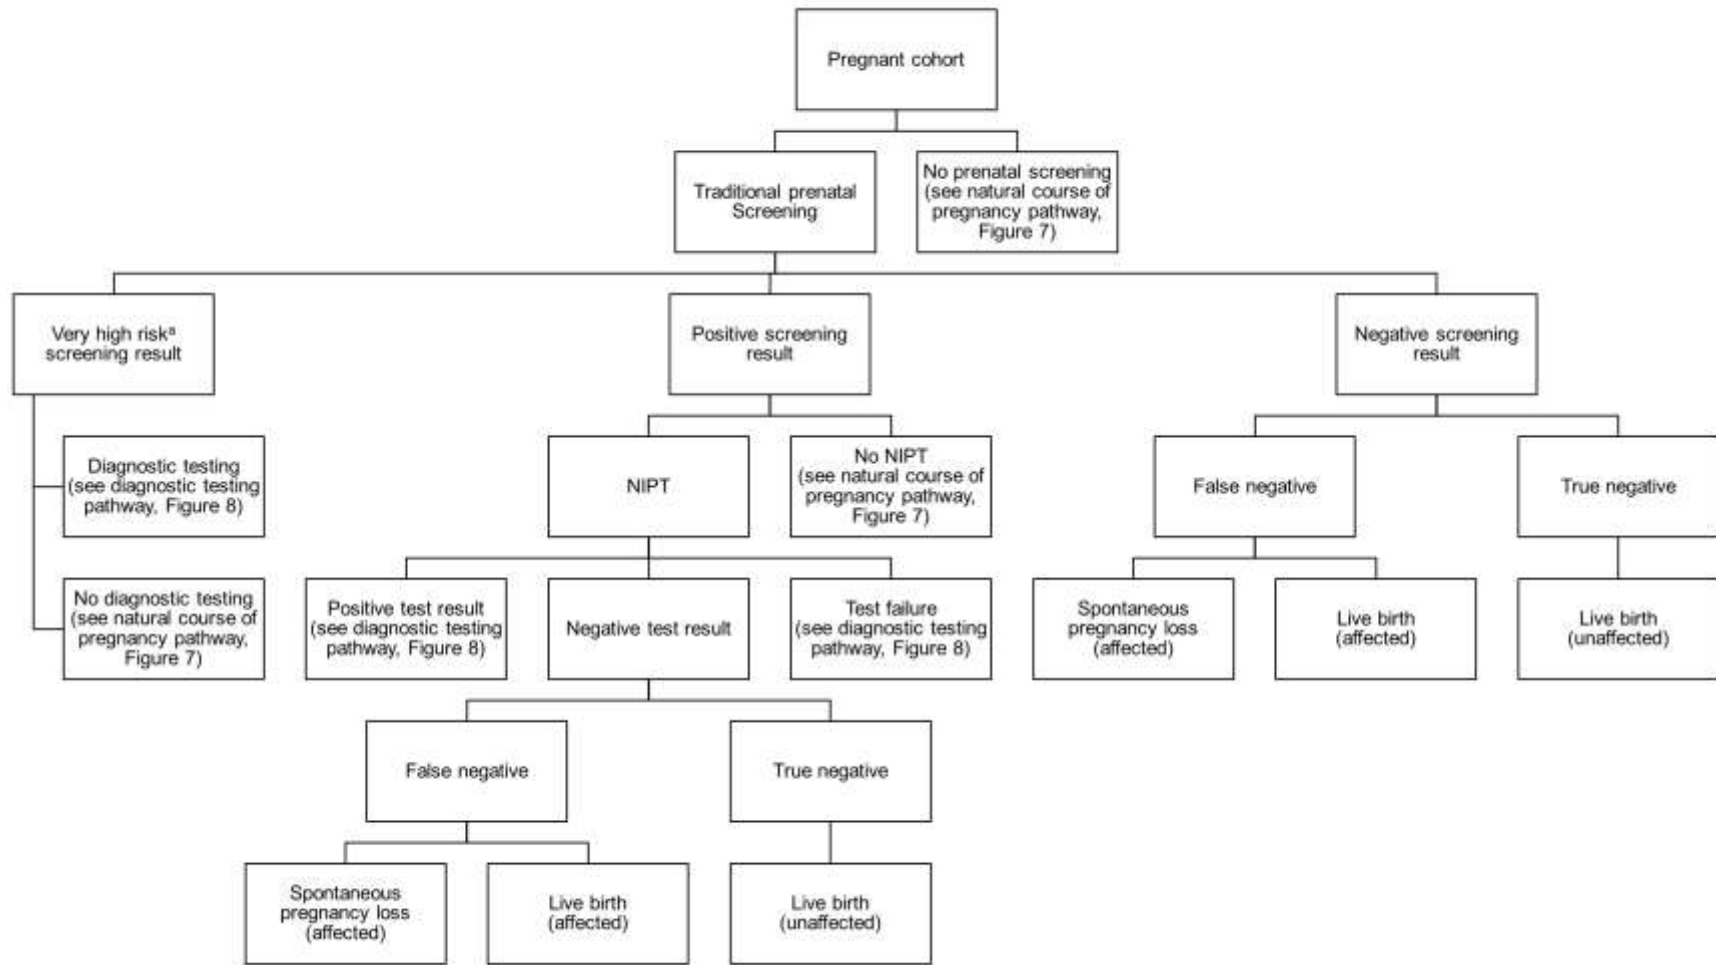 Pregnant cohort
Traditional prenatal
Screening
No prenatal screening
(see natural course of
pregnancy pathway,
Figure 7)
Very high riskª
screening result
Positive screening
result
Negative screening
result
Diagnostic testing
(see diagnostic testing
pathway, Figure 8)
NIPT
No NIPT
(see natural course of
pregnancy pathway,
Figure 7)
False negative
True negative
No diagnostic testing
(see natural course of
pregnancy pathway,
Figure 7)
Positive test result
(see diagnostic testing
pathway, Figure 8)
Negative test result
Test failure
(see diagnostic testing
pathway, Figure 8)
Spontaneous
pregnancy loss
(affected)
Live birth
(affected)
Live birth
(unaffected)
False negative
True negative
Spontaneous
pregnancy loss
(affected)
Live birth
(affected)
Live birth
(unaffected)